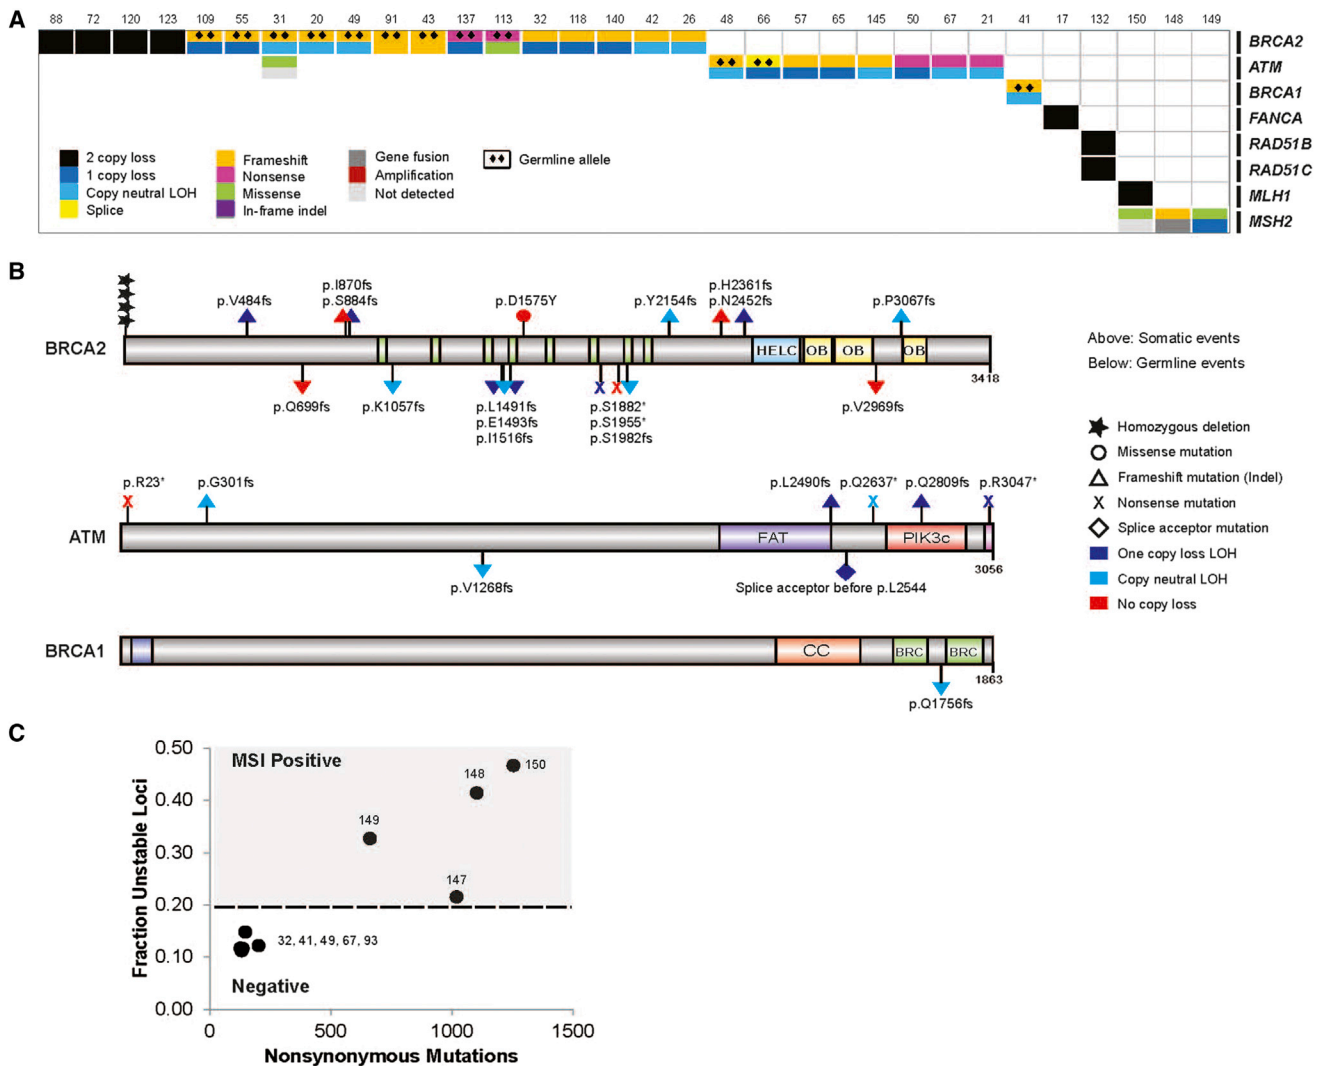 A
88 72 120 123 109 55 31 20 49 91 43 137 113 32 118 140 42 26 48 66 57 65 145 50 67 21 41 17 132 150 148 149
BRCA2
ATM
BRCA1
FANCA
RAD51B
RAD51C
MLH1
MSH2
2 copy loss
1 copy loss
Copy neutral LOH
Splice
Frameshift
Nonsense
Missense
In-frame indel
Gene fusion
Amplification
Not detected
Germline allele
B
p.I870fs
p.H2361fs
p.V484fs p.S884fs p.D1575Y p.Y2154fs p.N2452fs p.P3067fs
BRCA2 HELC OB OB OB
3418
p.Q699fs p.K1057fs p.L1491fs p.S1882* p.V2969fs
p.E1493fs p.S1955*
p.I1516fs p.S1982fs
p.R23* p.G301fs p.L2490fs p.Q2637* p.Q2809fs p.R3047*
ATM FAT PIK3c
3056
p.V1268fs Splice acceptor before p.L2544
BRCA1 CC BRC BRC
1863
p.Q1756fs
Above: Somatic events
Below: Germline events
Homozygous deletion
Missense mutation
Frameshift mutation (Indel)
Nonsense mutation
Splice acceptor mutation
One copy loss LOH
Copy neutral LOH
No copy loss
C
Fraction Unstable Loci
0.50
0.40
0.30
0.20
0.10
0.00
MSI Positive
148 150
149
147
32, 41, 49, 67, 93
Negative
0 500 1000 1500
Nonsynonymous Mutations